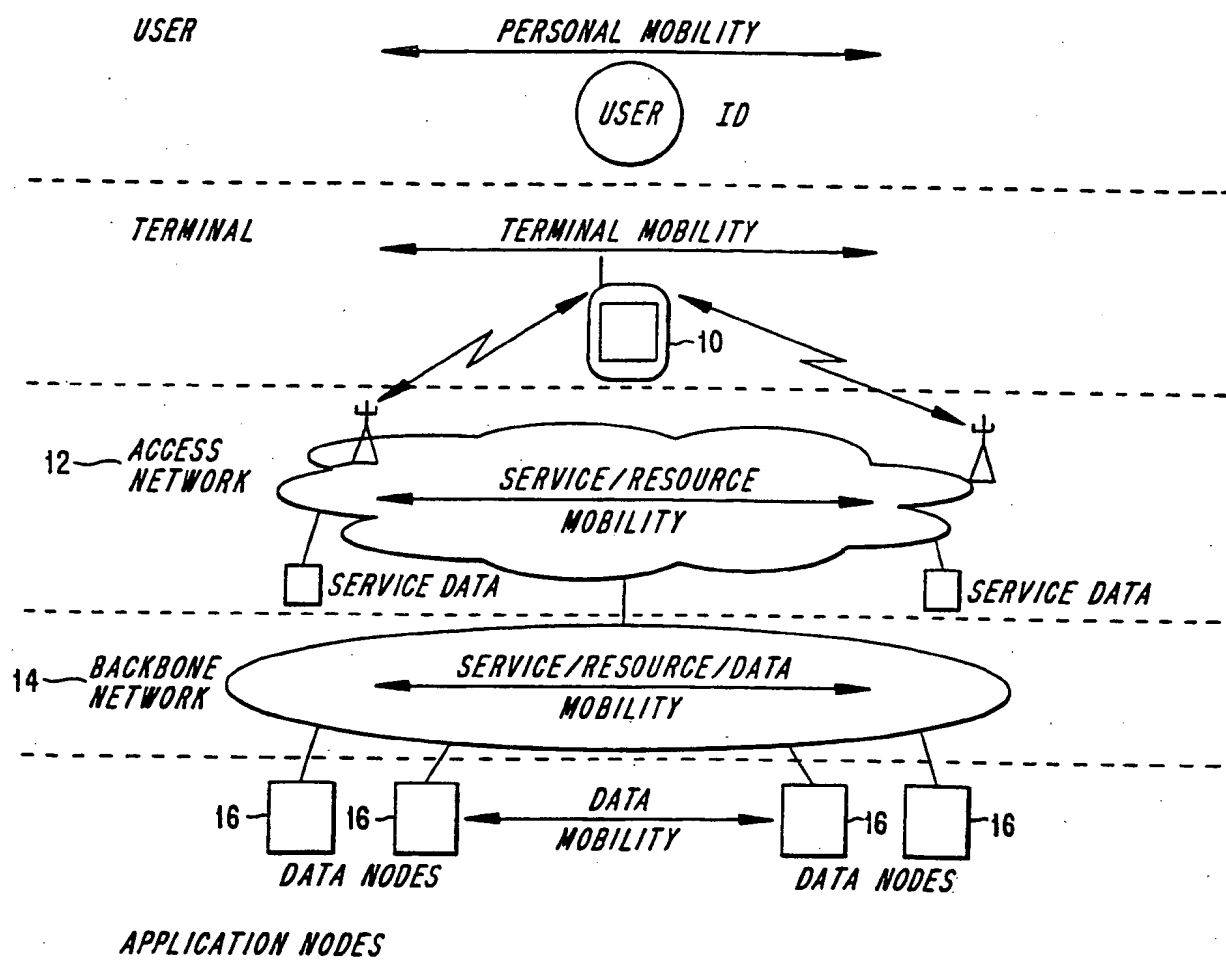 USER
PERSONAL MOBILITY
USER ID
TERMINAL
TERMINAL MOBILITY
10
12
ACCESS
NETWORK
SERVICE/RESOURCE
MOBILITY
SERVICE DATA
SERVICE DATA
14
BACKBONE
NETWORK
SERVICE/RESOURCE/DATA
MOBILITY
16
16
DATA
MOBILITY
16
16
DATA NODES
DATA NODES
APPLICATION NODES